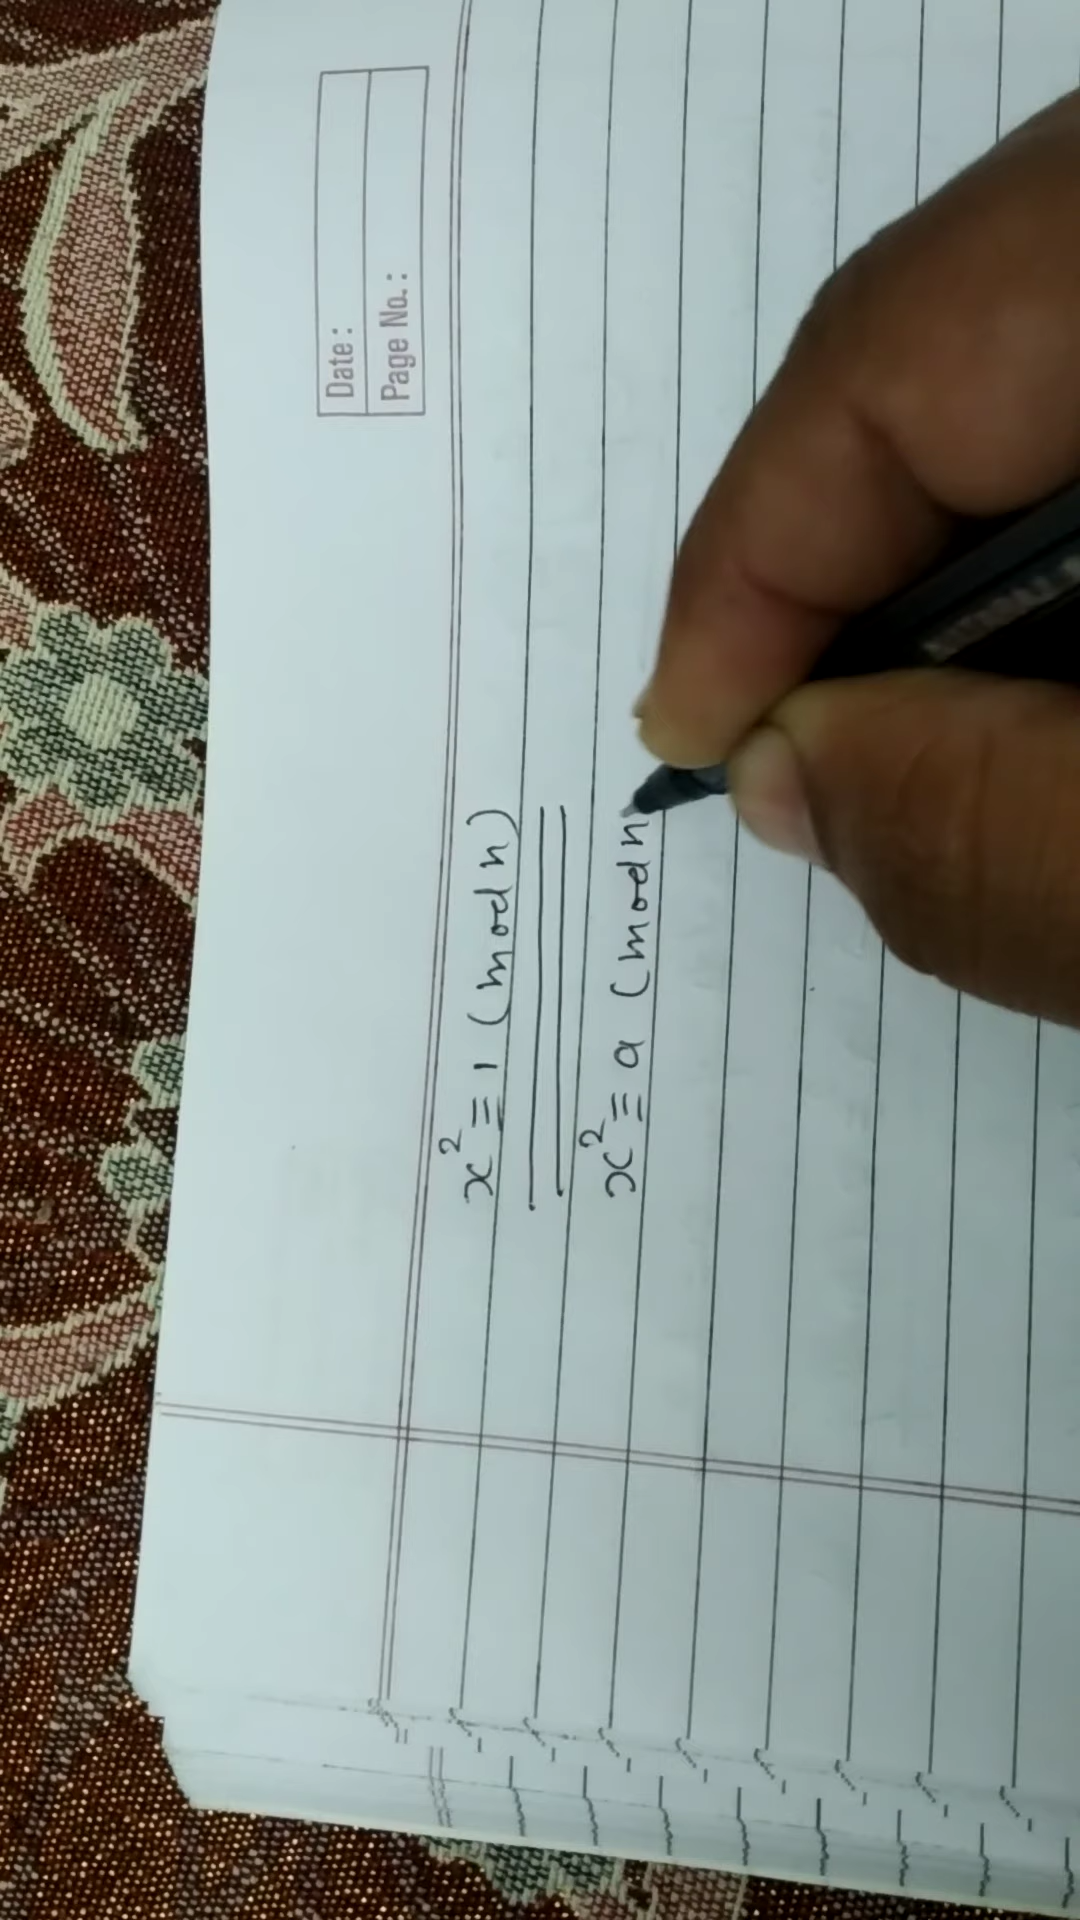 Date :
Page No. :
x² ≡ 1 (mod n)
x² ≡ a (mod n